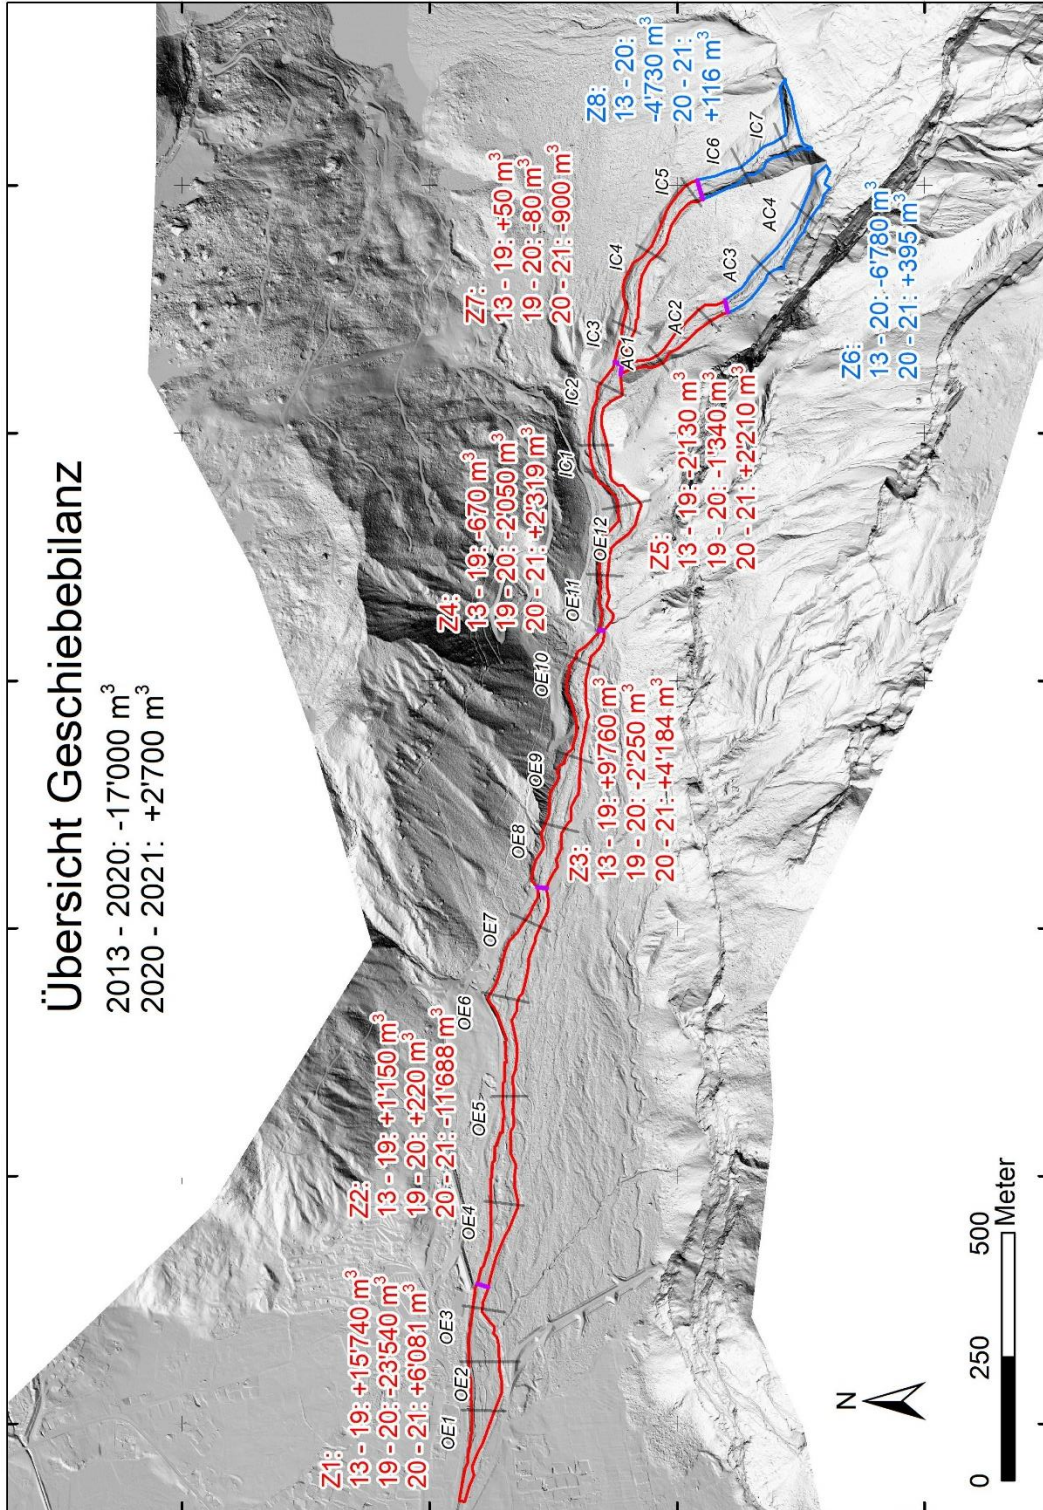 Übersicht Geschiebebilanz
2013 - 2020: -17'000 m³
2020 - 2021: +2'700 m³
Z1:
13 - 19: +15'740 m³
19 - 20: -23'540 m³
20 - 21: +6'081 m³
Z2:
13 - 19: +1'150 m³
19 - 20: +220 m³
20 - 21: -11'688 m³
Z4:
13 - 19: -670 m³
19 - 20: -2'050 m³
20 - 21: +2'319 m³
Z7:
13 - 19: +50 m³
19 - 20: -80 m³
20 - 21: -900 m³
Z8:
13 - 20:
-4'730 m³
20 - 21:
+116 m³
OE1
OE2
OE3
OE4
OE5
OE6
OE7
OE8
OE9
OE10
OE11
OE12
IC1
IC2
IC3
IC4
IC5
IC6
IC7
AC1
AC2
AC3
AC4
Z3:
13 - 19: +9'760 m³
19 - 20: -2'250 m³
20 - 21: +4'184 m³
Z5:
13 - 19: -2'130 m³
19 - 20: -1'340 m³
20 - 21: +2'210 m³
Z6:
13 - 20: -6'780 m³
20 - 21: +395 m³
N
0 250 500
Meter